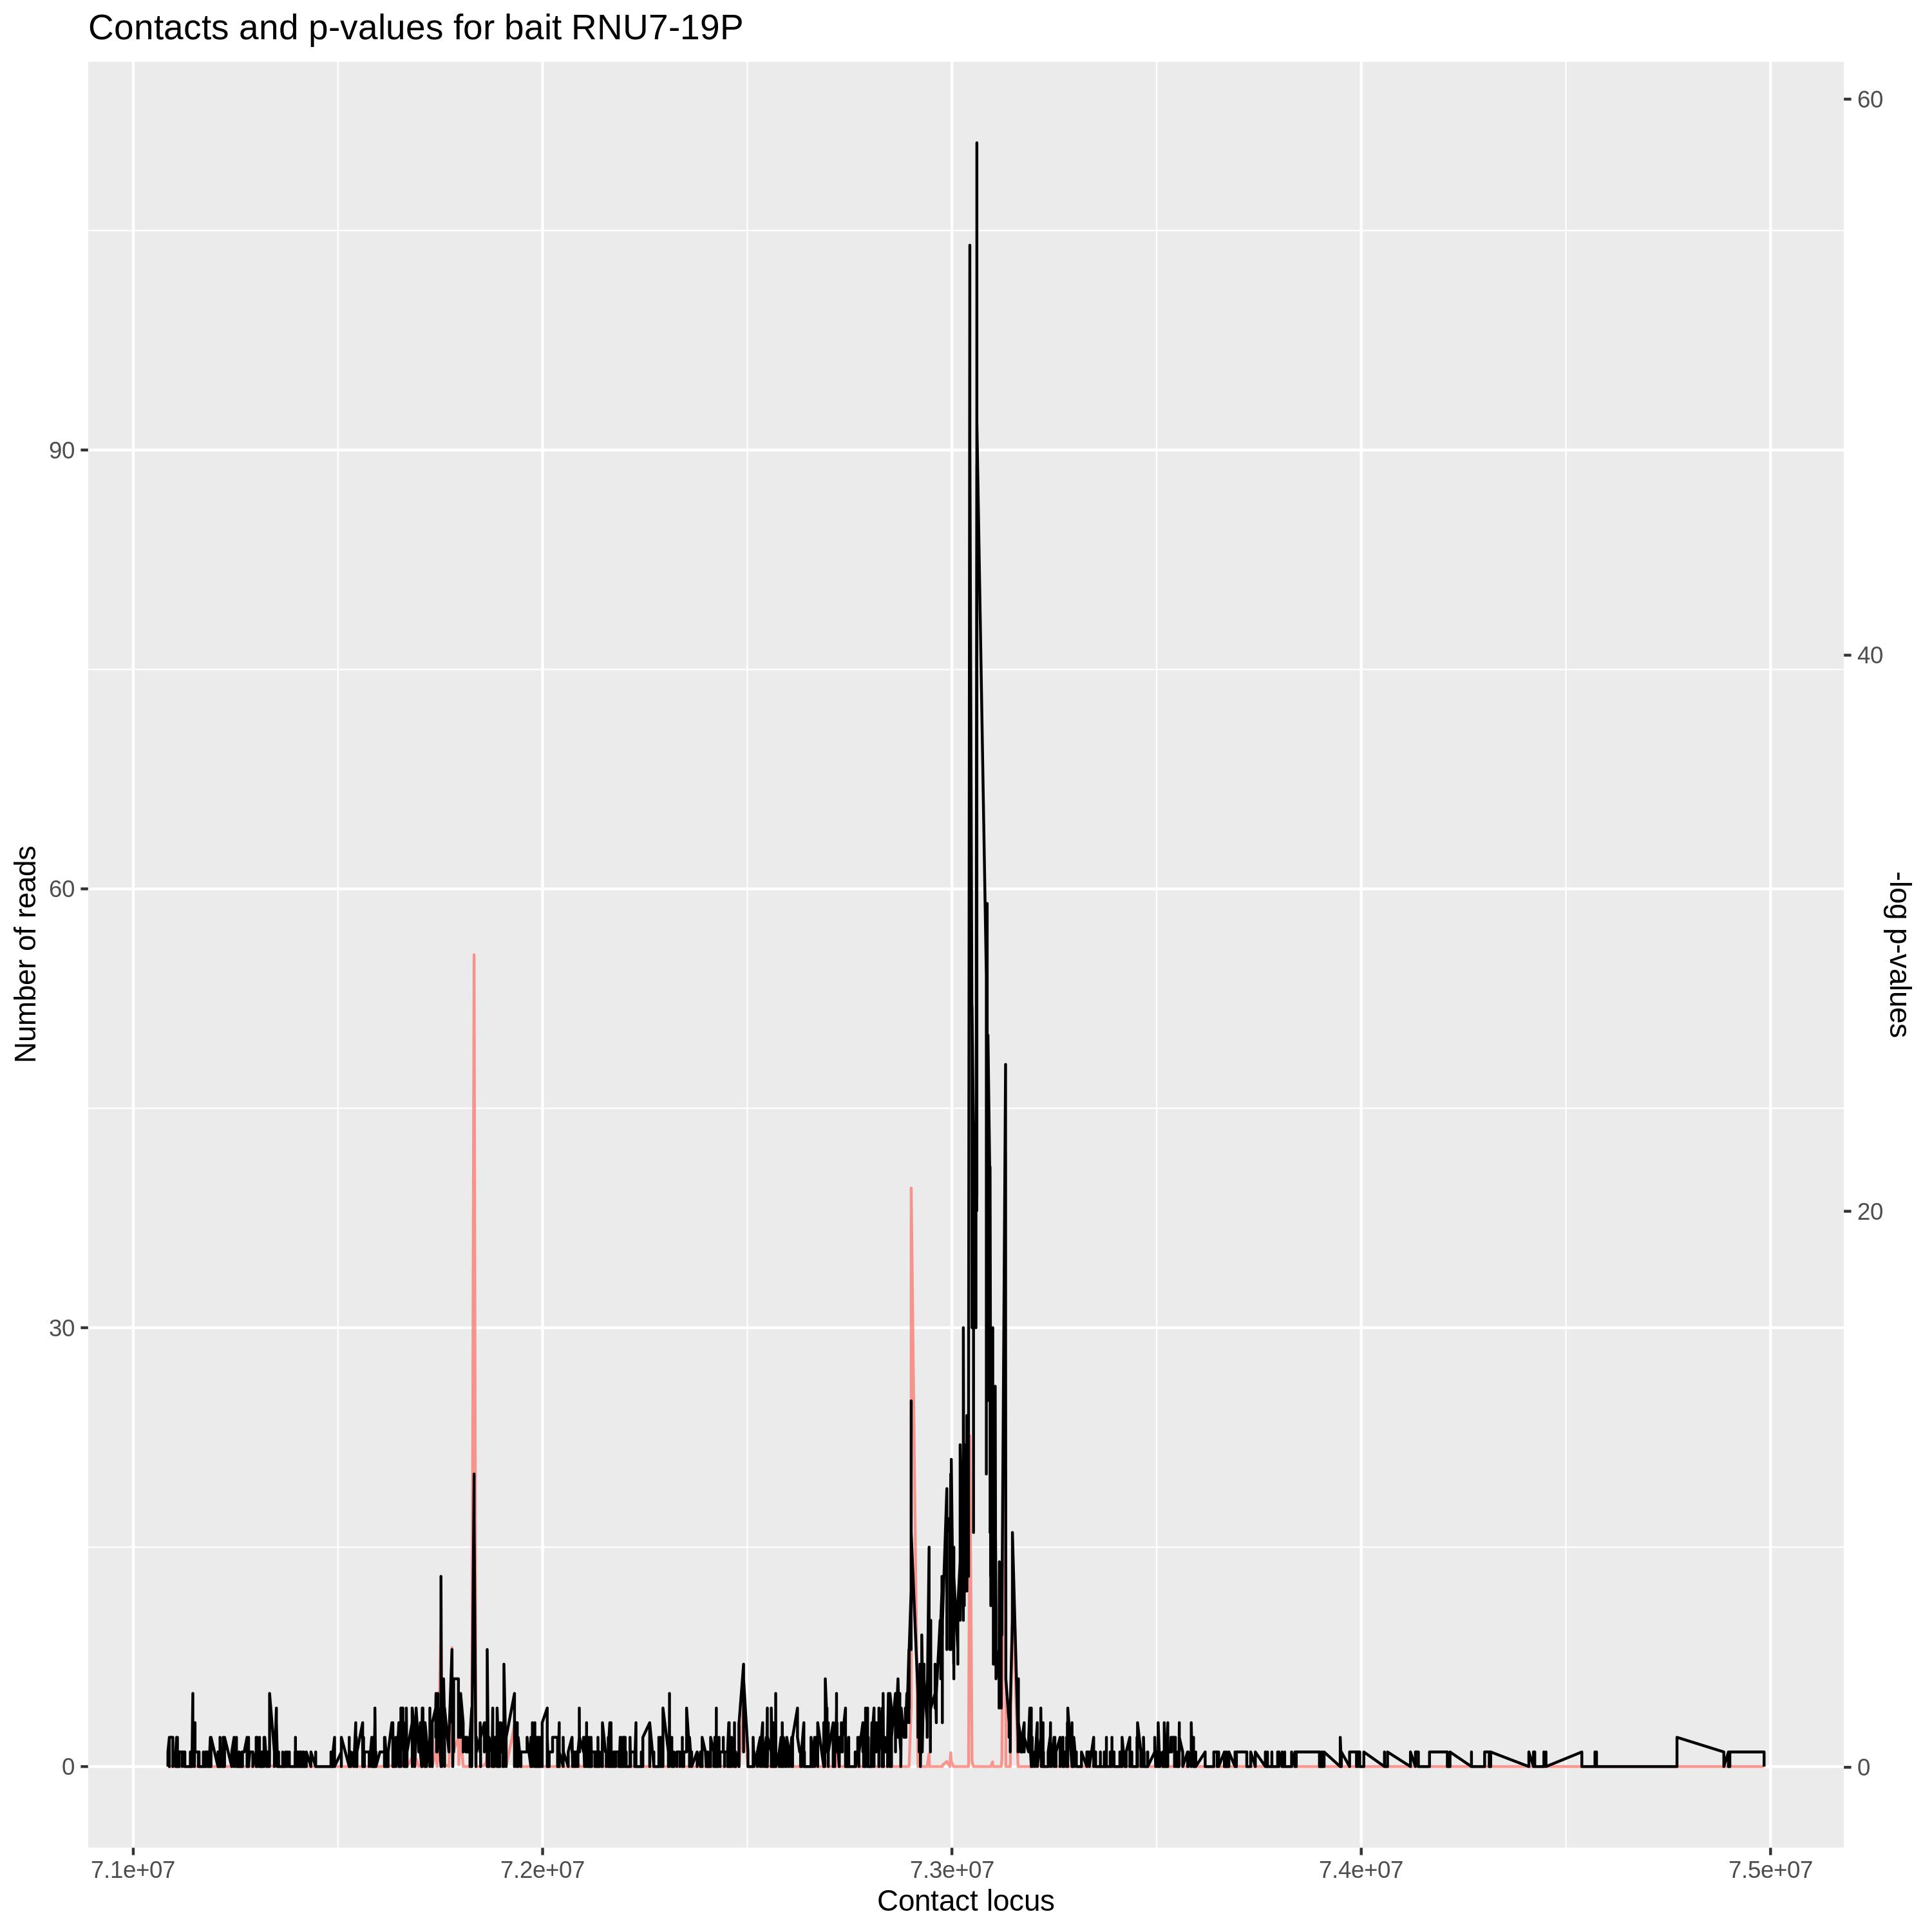 Contacts and p-values for bait RNU7-19P
60
90
40
Number of reads
60
-log p-values
20
30
0
0
7.1e+07
7.2e+07
7.3e+07
7.4e+07
7.5e+07
Contact locus